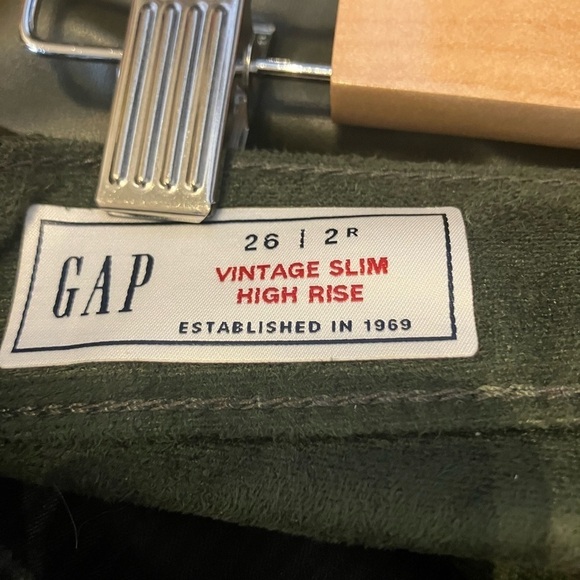 GAP
26 | 2R
VINTAGE SLIM
HIGH RISE
ESTABLISHED IN 1969